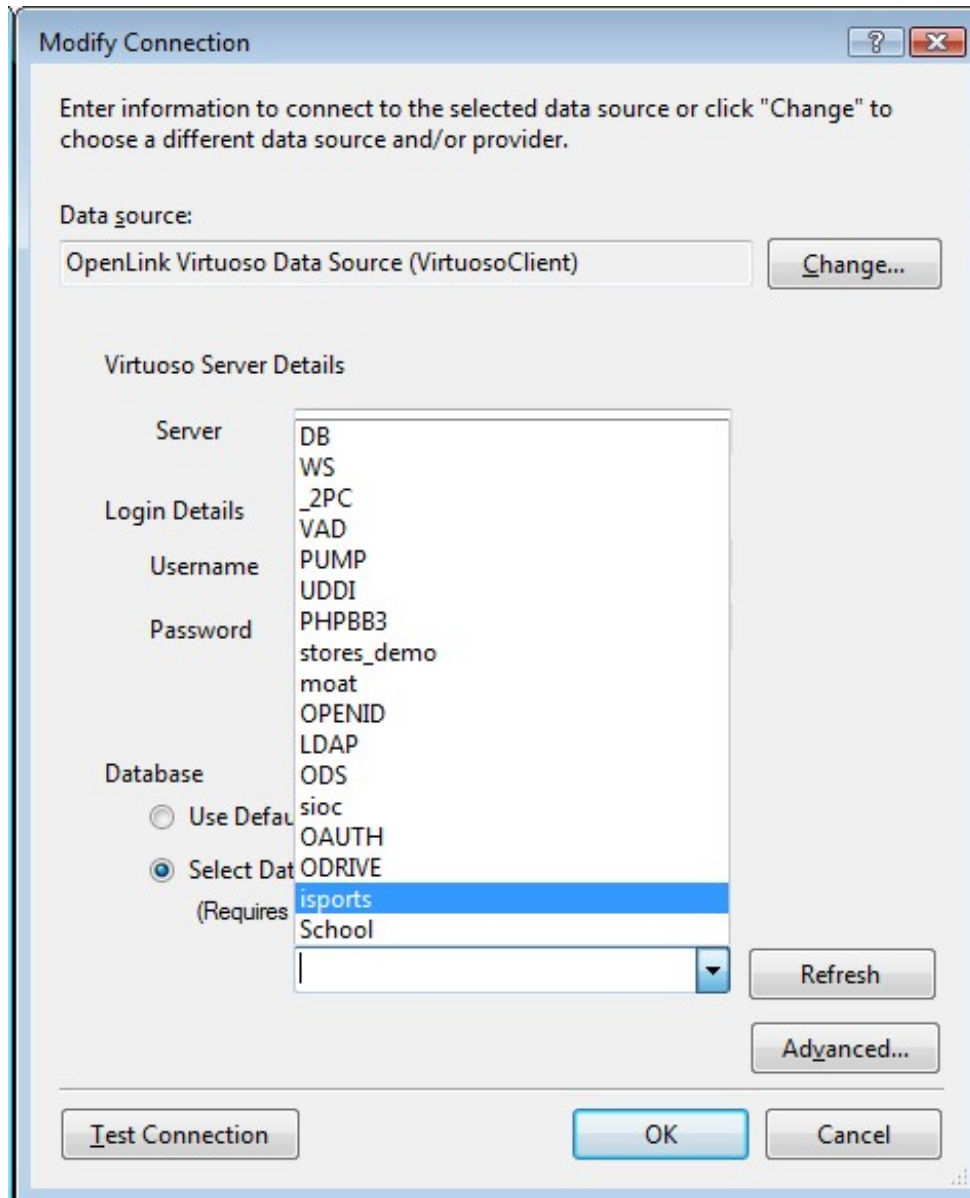 Modify Connection
Enter information to connect to the selected data source or click "Change" to
choose a different data source and/or provider.
Data source:
OpenLink Virtuoso Data Source (VirtuosoClient)
Change...
Virtuoso Server Details
Server
DB
WS
_2PC
Login Details
VAD
Username
PUMP
UDDI
Password
PHPBB3
stores_demo
moat
OPENID
LDAP
Database
ODS
Use Defau
sioc
OAUTH
Select Dat
ODRIVE
(Requires
isports
School
Refresh
Advanced...
Test Connection
OK
Cancel